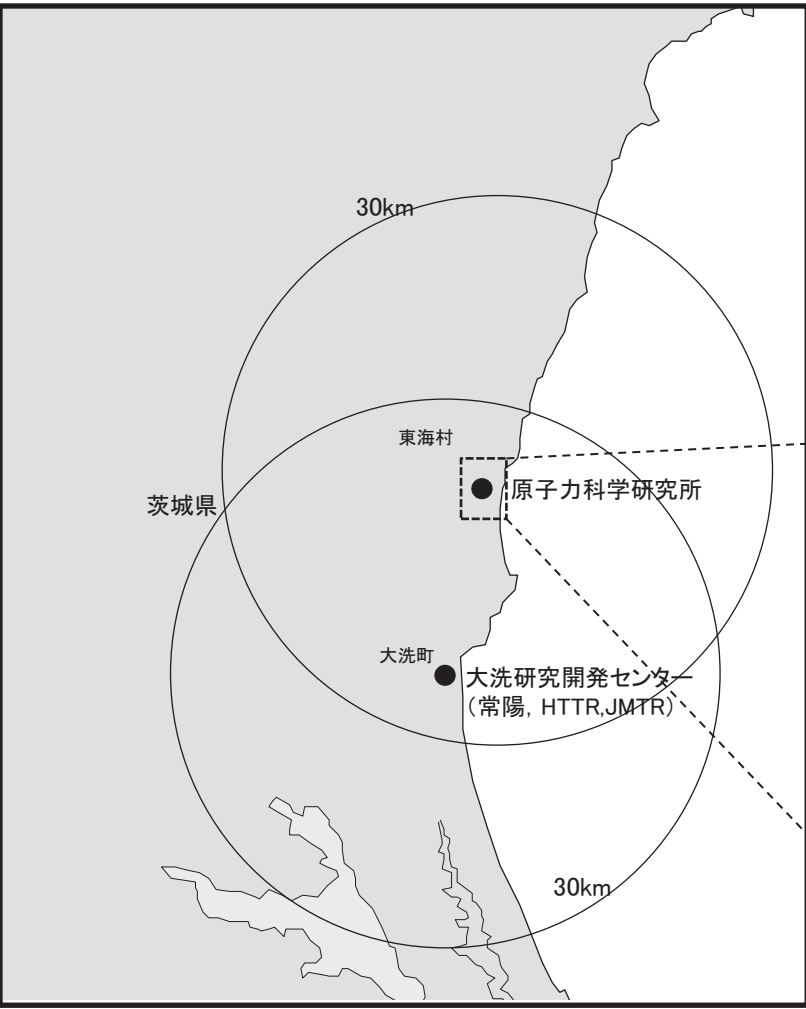 30km
東海村
原子力科学研究所
茨城県
大洗町
大洗研究開発センター
（常陽, HTTR,JMTR）
30km